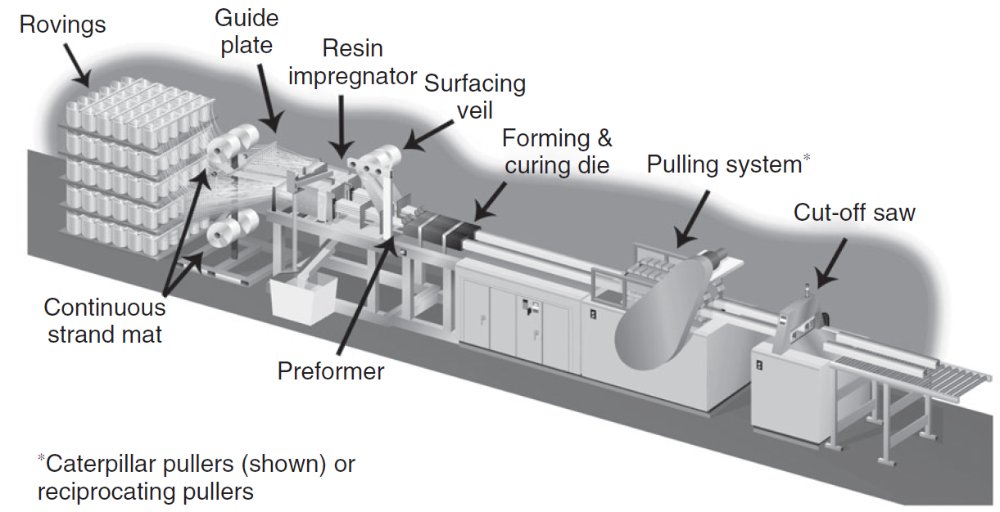 Rovings
Guide
plate
Resin
impregnator
Surfacing
veil
Forming &
curing die
Pulling system*
Cut-off saw
Continuous
strand mat
Preformer
*Caterpillar pullers (shown) or
reciprocating pullers